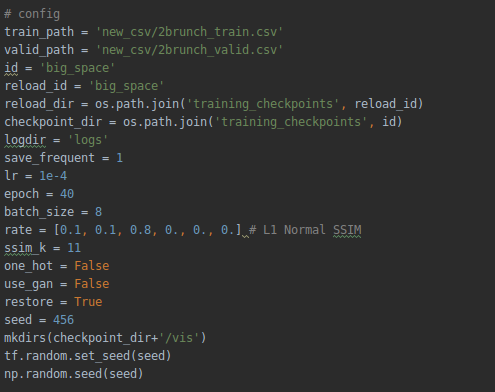 # config
train_path = 'new_csv/2brunch_train.csv'
valid_path = 'new_csv/2brunch_valid.csv'
id = 'big_space'
reload_id = 'big_space'
reload_dir = os.path.join('training_checkpoints', reload_id)
checkpoint_dir = os.path.join('training_checkpoints', id)
logdir = 'logs'
save_frequent = 1
lr = 1e-4
epoch = 40
batch_size = 8
rate = [0.1, 0.1, 0.8, 0., 0., 0.] # L1 Normal SSIM
ssim_k = 11
one_hot = False
use_gan = False
restore = True
seed = 456
mkdirs(checkpoint_dir+'/vis')
tf.random.set_seed(seed)
np.random.seed(seed)